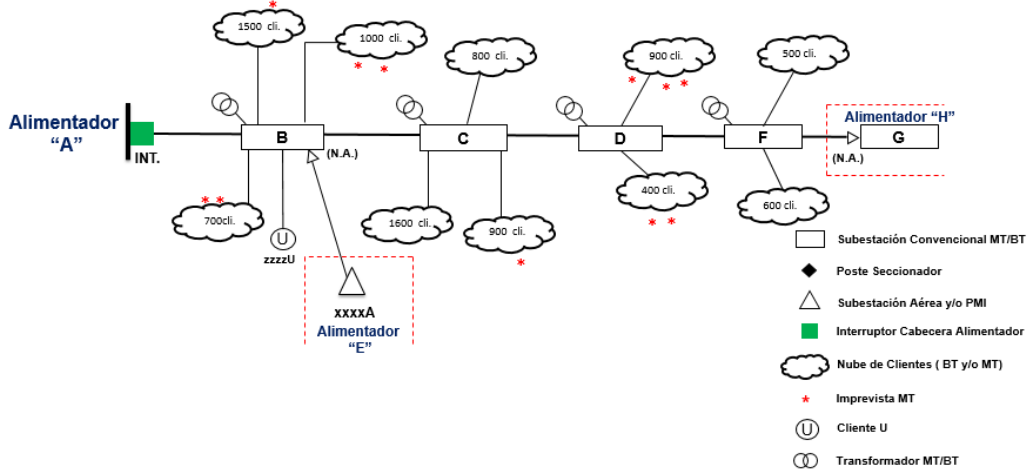 1500 cli.
1000 cli.
800 cli.
900 cli.
500 cli.
Alimentador
“A”
INT.
B
(N.A.)
C
D
F
Alimentador “H”
G
(N.A.)
700cli.
U
zzzzU
1600 cli.
900 cli.
400 cli.
600 cli.
xxxxA
Alimentador
“E”
Subestación Convencional MT/BT
Poste Seccionador
Subestación Aérea y/o PMI
Interruptor Cabecera Alimentador
Nube de Clientes ( BT y/o MT)
* Imprevista MT
U Cliente U
Transformador MT/BT